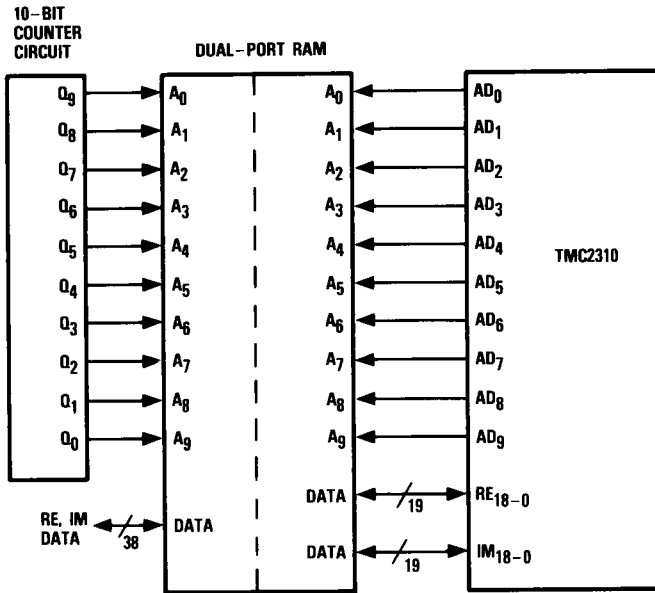 10-BIT
COUNTER
CIRCUIT
DUAL-PORT RAM
Q9 A0 A0 AD0
Q8 A1 A1 AD1
Q7 A2 A2 AD2
Q6 A3 A3 AD3
Q5 A4 A4 AD4
TMC2310
Q4 A5 A5 AD5
Q3 A6 A6 AD6
Q2 A7 A7 AD7
Q1 A8 A8 AD8
Q0 A9 A9 AD9
DATA 19 RE18-0
RE, IM
DATA
38 DATA
DATA 19 IM18-0